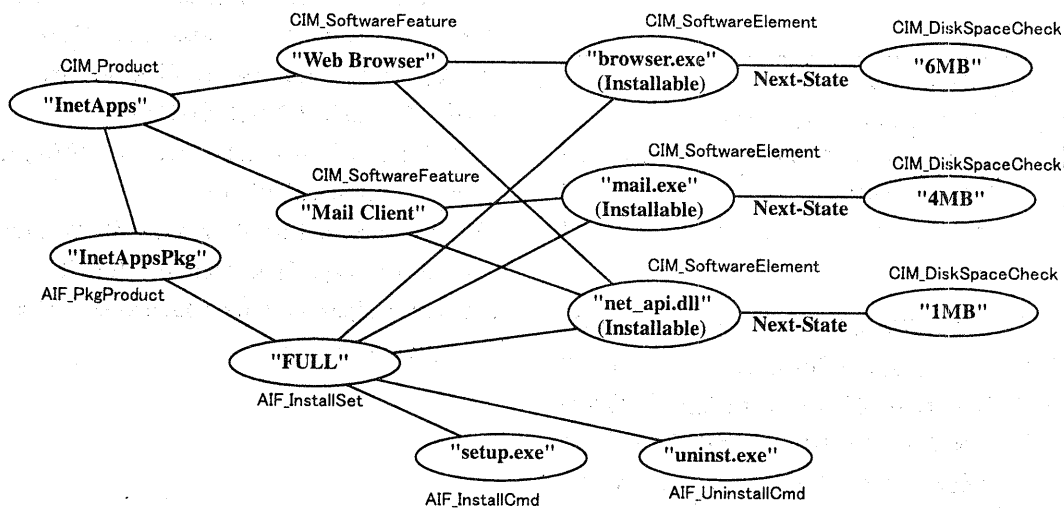 CIM_SoftwareFeature
CIM_SoftwareElement
CIM_DiskSpaceCheck
"Web Browser"
"browser.exe"
(Installable)
Next-State
"6MB"
CIM_Product
"InetApps"
CIM_SoftwareElement
CIM_DiskSpaceCheck
CIM_SoftwareFeature
"mail.exe"
(Installable)
Next-State
"4MB"
"Mail Client"
"InetAppsPkg"
AIF_PkgProduct
CIM_SoftwareElement
CIM_DiskSpaceCheck
"net_api.dll"
(Installable)
Next-State
"1MB"
"FULL"
AIF_InstallSet
"setup.exe"
"uninst.exe"
AIF_InstallCmd
AIF_UninstallCmd